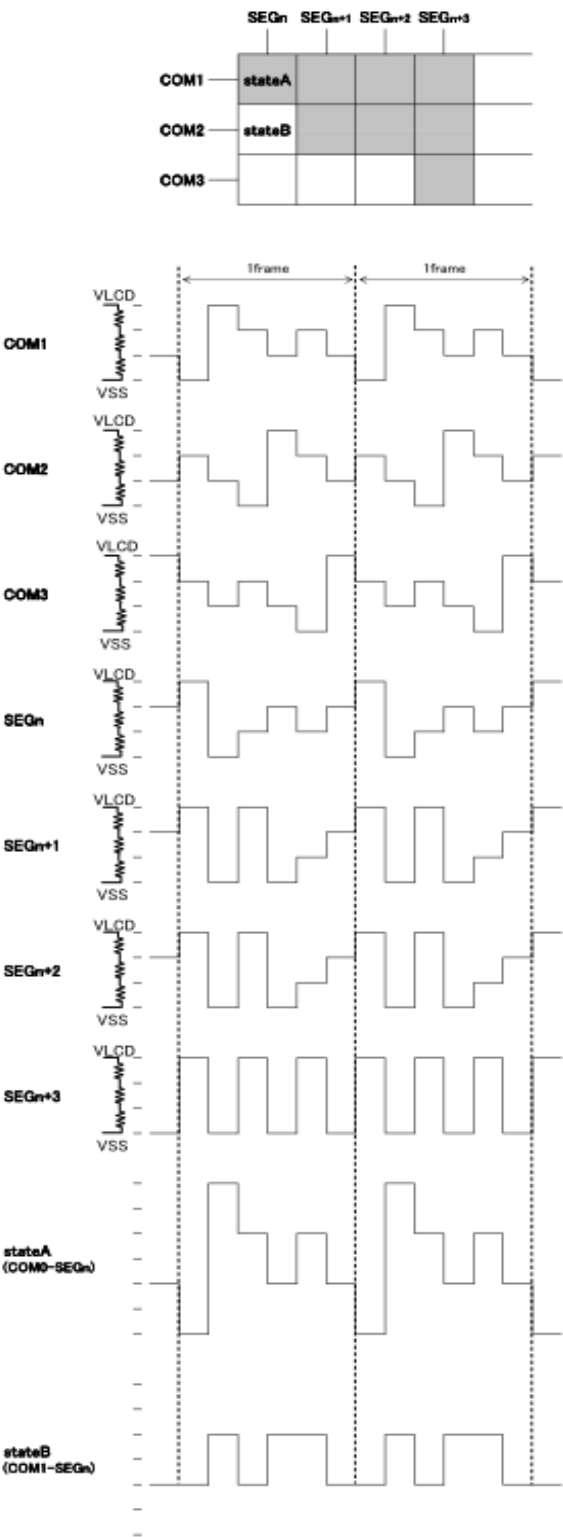 SEGn SEGn+1 SEGn+2 SEGn+3
COM1 stateA
COM2 stateB
COM3
1frame 1frame
VLCD
COM1
VSS
VLCD
COM2
VSS
VLCD
COM3
VSS
VLCD
SEGn
VSS
VLCD
SEGn+1
VSS
VLCD
SEGn+2
VSS
VLCD
SEGn+3
VSS
stateA
(COM0-SEGn)
stateB
(COM1-SEGn)